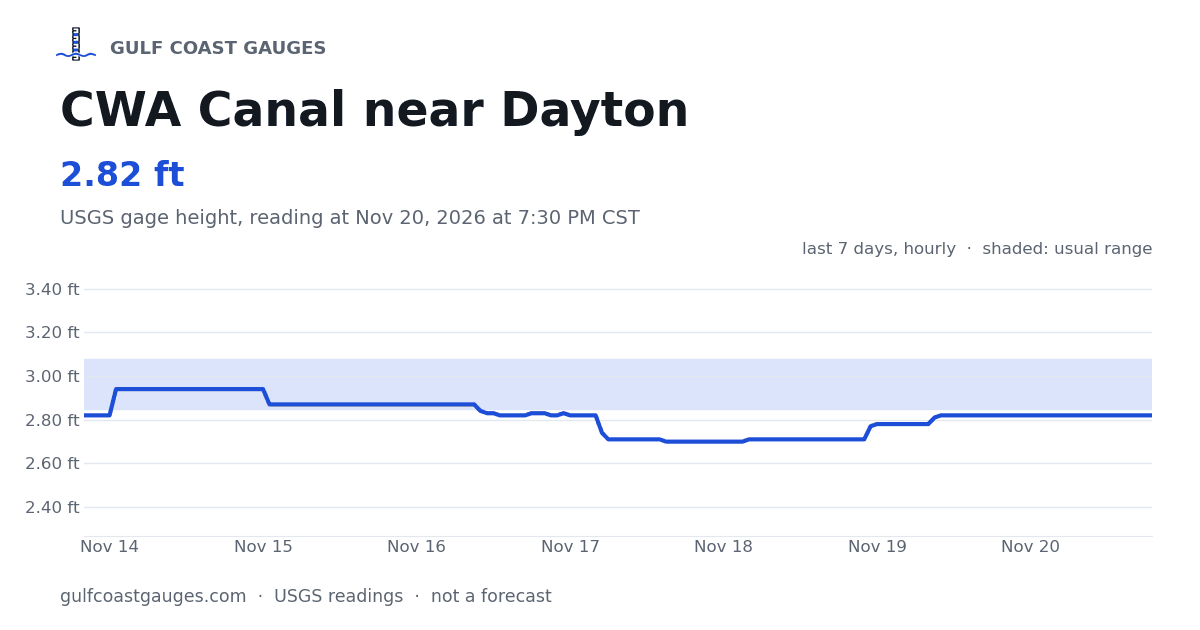 GULF COAST GAUGES
CWA Canal near Dayton
2.82 ft
USGS gage height, reading at Nov 20, 2026 at 7:30 PM CST
last 7 days, hourly · shaded: usual range
3.40 ft
3.20 ft
3.00 ft
2.80 ft
2.60 ft
2.40 ft
Nov 14 Nov 15 Nov 16 Nov 17 Nov 18 Nov 19 Nov 20
gulfcoastgauges.com · USGS readings · not a forecast